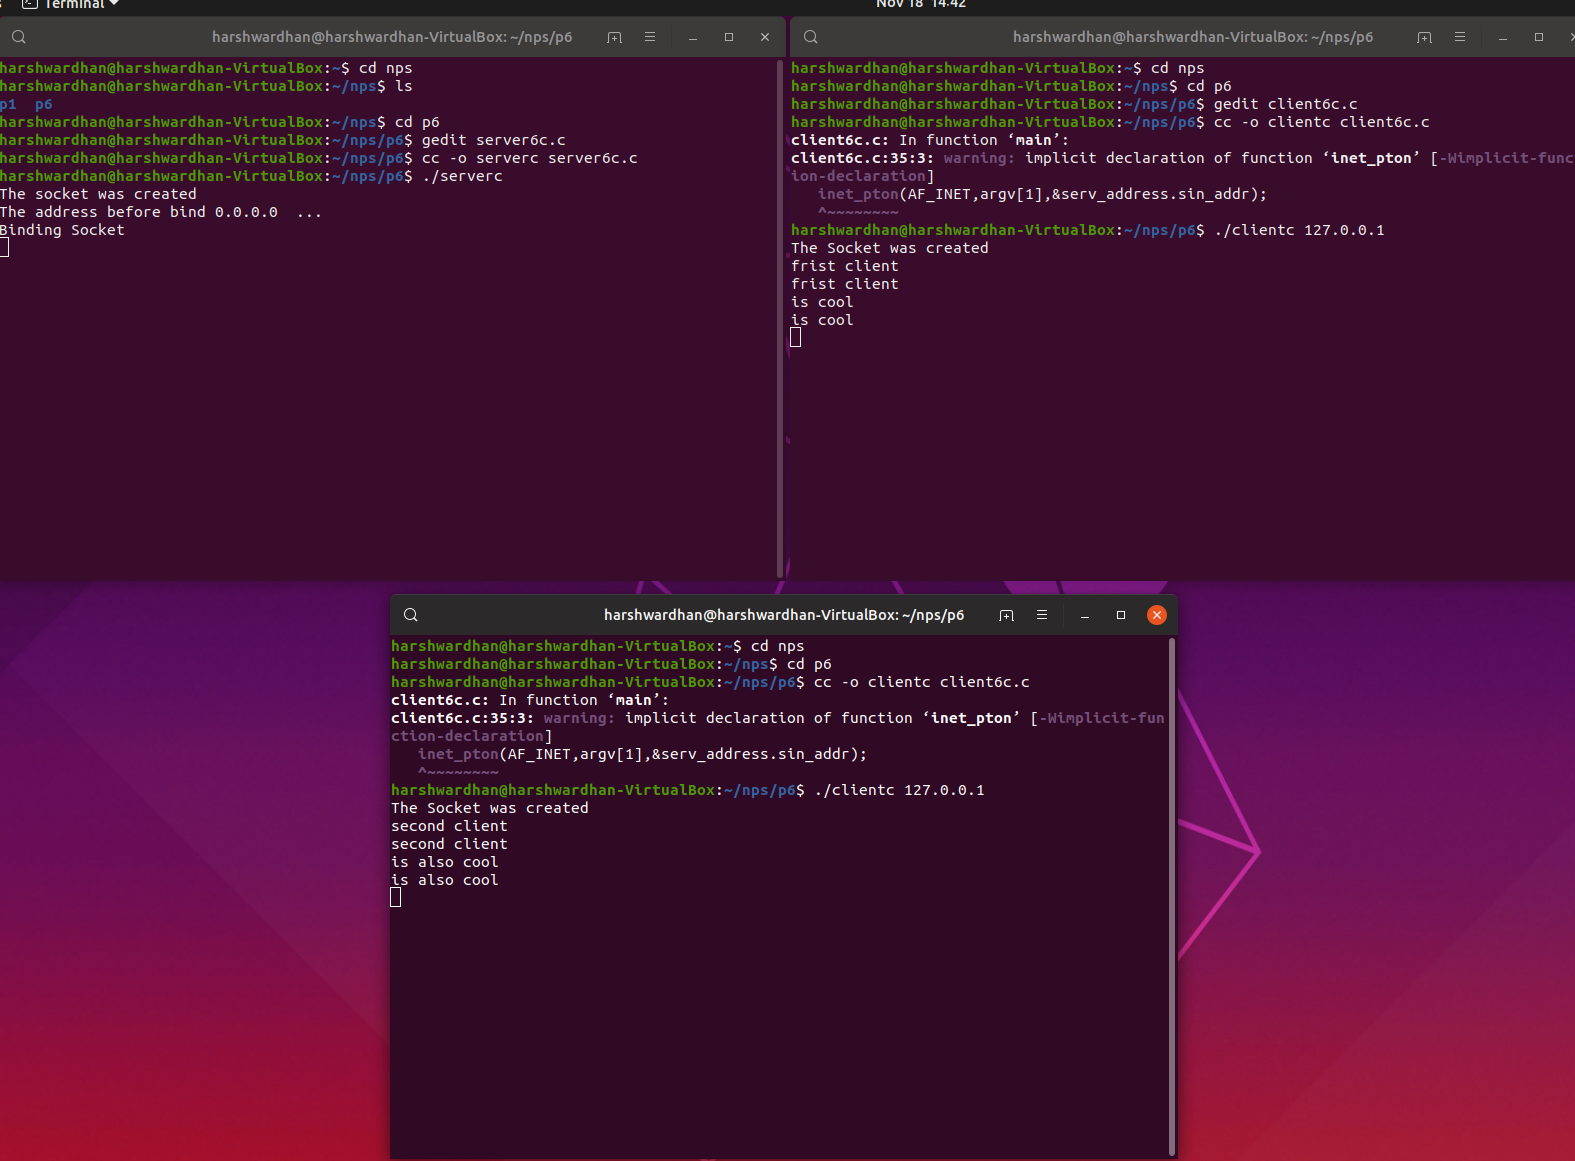 Terminal
Nov 18 14:42
harshwardhan@harshwardhan-VirtualBox: ~/nps/p6
harshwardhan@harshwardhan-VirtualBox:~$ cd nps
harshwardhan@harshwardhan-VirtualBox:~/nps$ ls
p1  p6
harshwardhan@harshwardhan-VirtualBox:~/nps$ cd p6
harshwardhan@harshwardhan-VirtualBox:~/nps/p6$ gedit server6c.c
harshwardhan@harshwardhan-VirtualBox:~/nps/p6$ cc -o serverc server6c.c
harshwardhan@harshwardhan-VirtualBox:~/nps/p6$ ./serverc
The socket was created
The address before bind 0.0.0.0  ...
Binding Socket
harshwardhan@harshwardhan-VirtualBox: ~/nps/p6
harshwardhan@harshwardhan-VirtualBox:~$ cd nps
harshwardhan@harshwardhan-VirtualBox:~/nps$ cd p6
harshwardhan@harshwardhan-VirtualBox:~/nps/p6$ gedit client6c.c
harshwardhan@harshwardhan-VirtualBox:~/nps/p6$ cc -o clientc client6c.c
client6c.c: In function ‘main’:
client6c.c:35:3: warning: implicit declaration of function ‘inet_pton’ [-Wimplicit-func
ion-declaration]
inet_pton(AF_INET,argv[1],&serv_address.sin_addr);
^~~~~~~~~
harshwardhan@harshwardhan-VirtualBox:~/nps/p6$ ./clientc 127.0.0.1
The Socket was created
frist client
frist client
is cool
is cool
harshwardhan@harshwardhan-VirtualBox: ~/nps/p6
harshwardhan@harshwardhan-VirtualBox:~$ cd nps
harshwardhan@harshwardhan-VirtualBox:~/nps$ cd p6
harshwardhan@harshwardhan-VirtualBox:~/nps/p6$ cc -o clientc client6c.c
client6c.c: In function ‘main’:
client6c.c:35:3: warning: implicit declaration of function ‘inet_pton’ [-Wimplicit-fun
ction-declaration]
inet_pton(AF_INET,argv[1],&serv_address.sin_addr);
^~~~~~~~~
harshwardhan@harshwardhan-VirtualBox:~/nps/p6$ ./clientc 127.0.0.1
The Socket was created
second client
second client
is also cool
is also cool